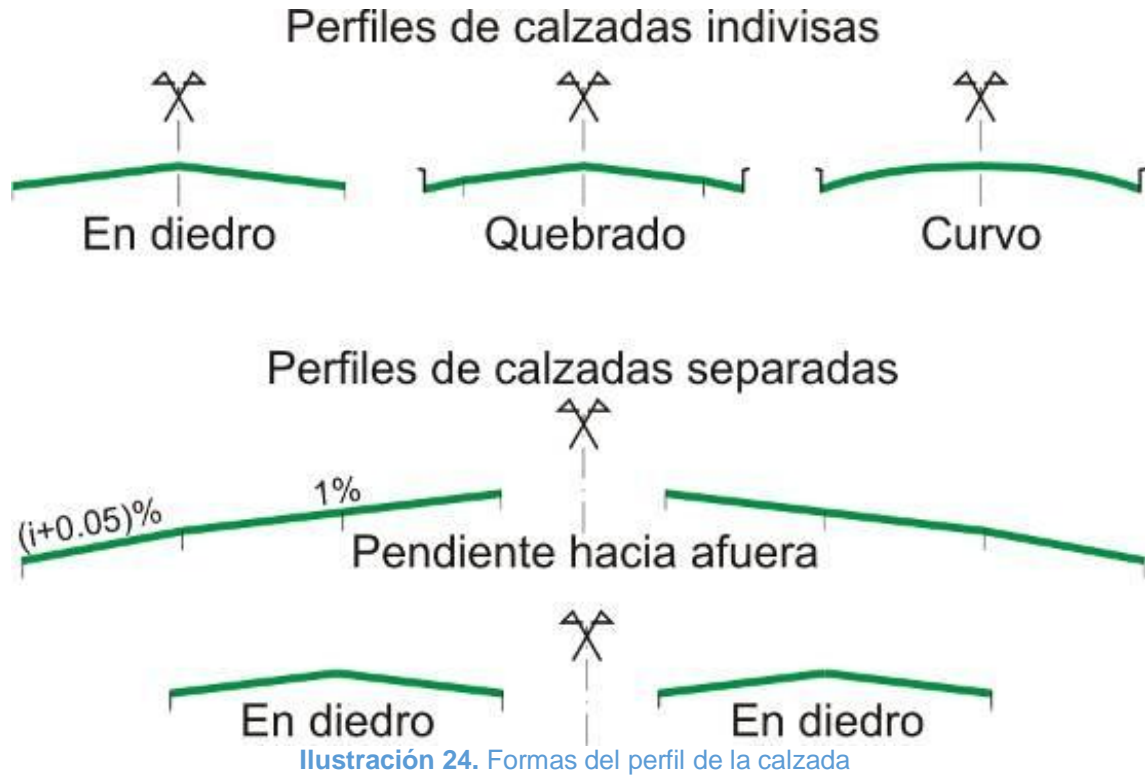 Perfiles de calzadas indivisas
En diedro Quebrado Curvo
Perfiles de calzadas separadas
(i+0.05)% 1%
Pendiente hacia afuera
En diedro En diedro
Ilustración 24. Formas del perfil de la calzada